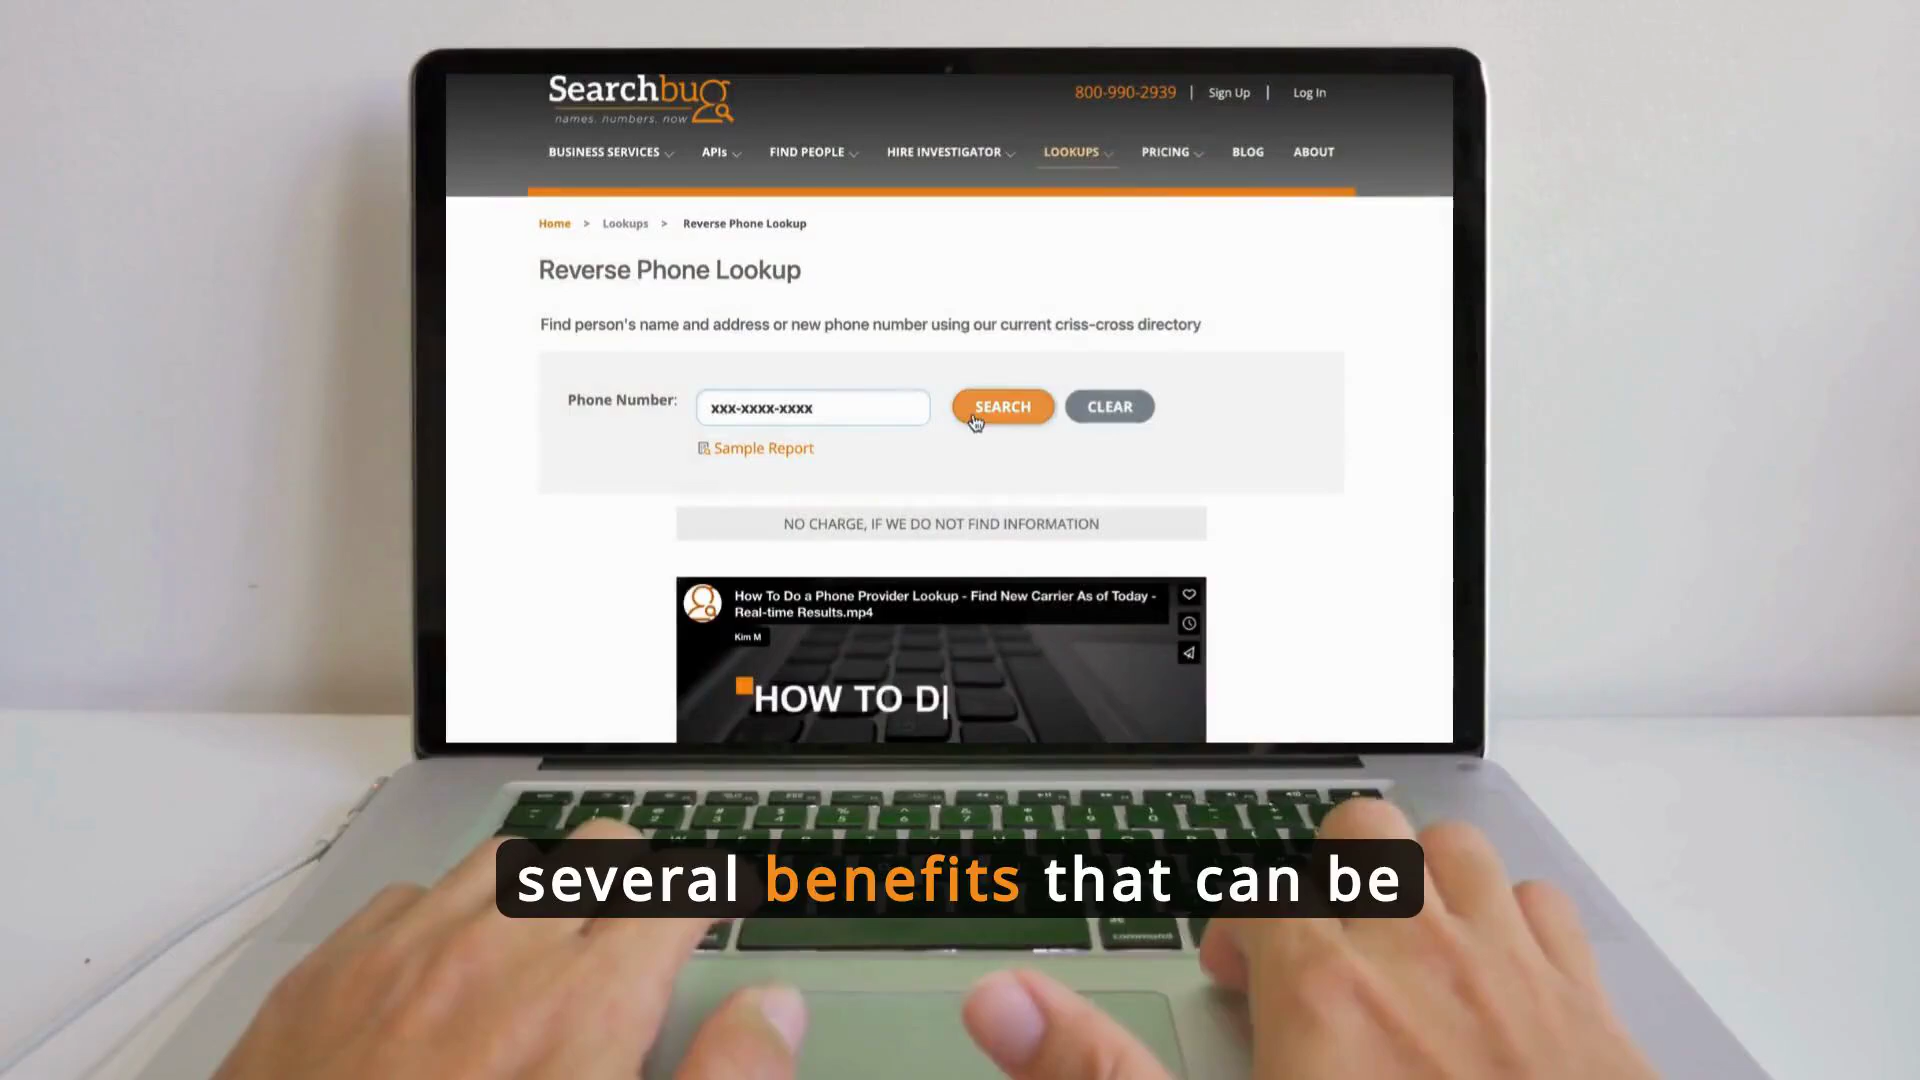 Searchbug
names. numbers. now
800-990-2939 | Sign Up | Log In
BUSINESS SERVICES APIs FIND PEOPLE HIRE INVESTIGATOR LOOKUPS PRICING BLOG ABOUT
Home > Lookups > Reverse Phone Lookup
Reverse Phone Lookup
Find person's name and address or new phone number using our current criss-cross directory
Phone Number: xxx-xxxx-xxxx SEARCH CLEAR
Sample Report
NO CHARGE, IF WE DO NOT FIND INFORMATION
How To Do a Phone Provider Lookup - Find New Carrier As of Today -
Real-time Results.mp4
Kim M
HOW TO D|
several benefits that can be
command